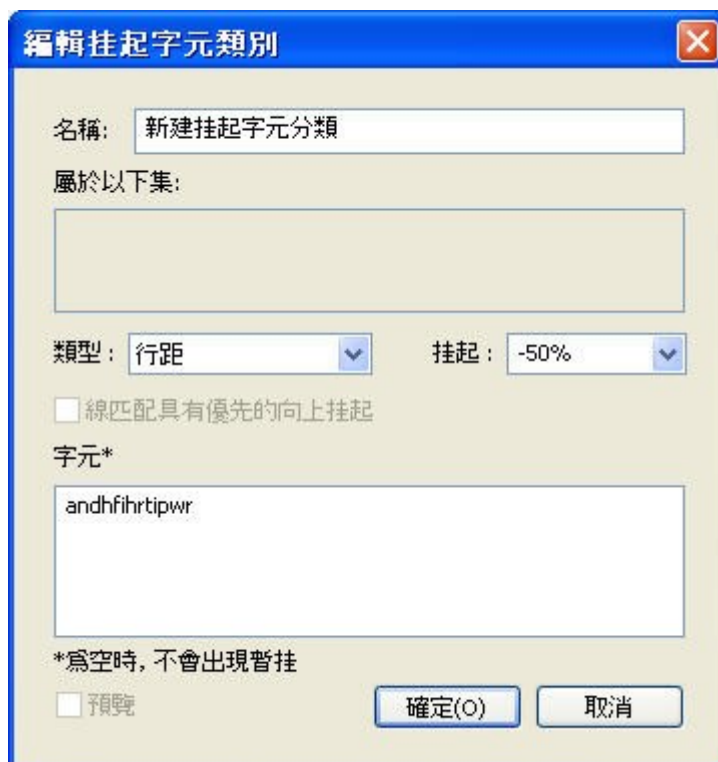 編輯挂起字元類別
名稱: 新建挂起字元分類
屬於以下集:
類型: 行距 挂起: -50%
線匹配具有優先的向上挂起
字元*
andhfihrtipwr
*為空時,不會出現暫挂
預覽 確定(O) 取消